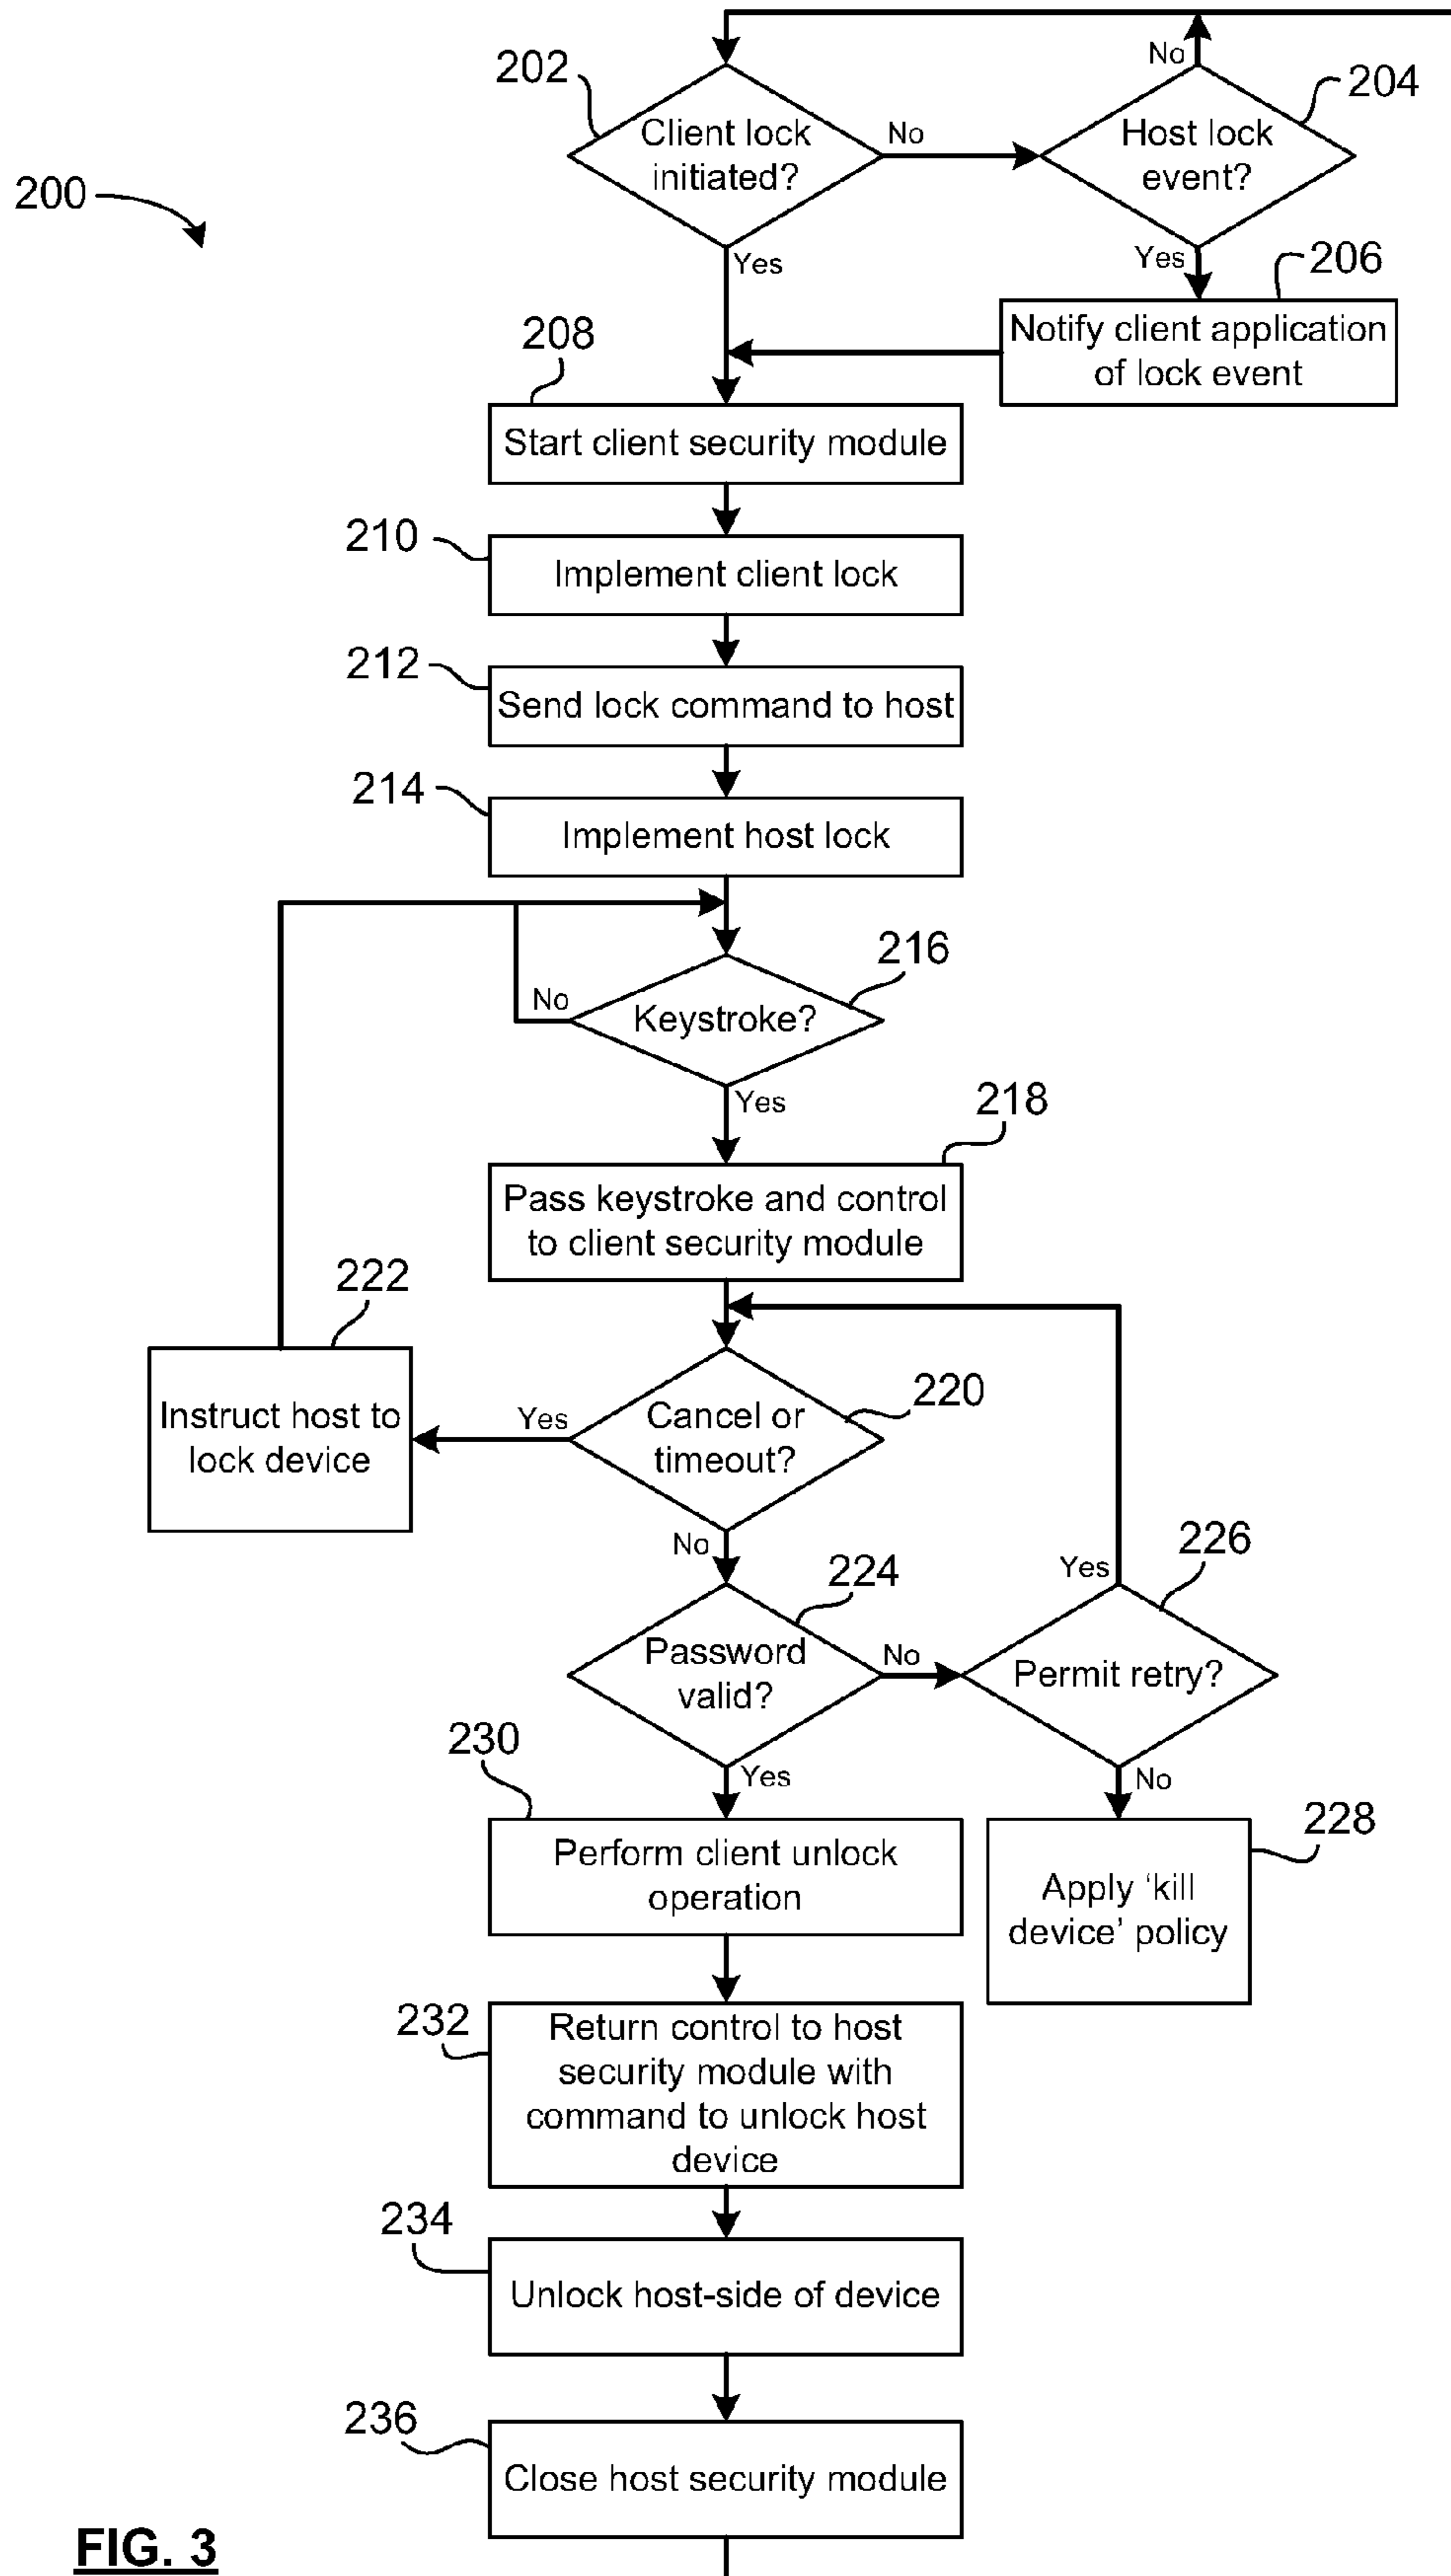 202
Client lock
initiated?
No
Yes
No
204
Host lock
event?
Yes
200
206
Notify client application
of lock event
208
Start client security module
210
Implement client lock
212
Send lock command to host
214
Implement host lock
216
Keystroke?
No
Yes
218
Pass keystroke and control
to client security module
222
Instruct host to
lock device
220
Cancel or
timeout?
Yes
No
224
Password
valid?
No
Yes
226
Permit retry?
Yes
No
228
Apply ‘kill
device’ policy
230
Perform client unlock
operation
232
Return control to host
security module with
command to unlock host
device
234
Unlock host-side of device
236
Close host security module
FIG. 3